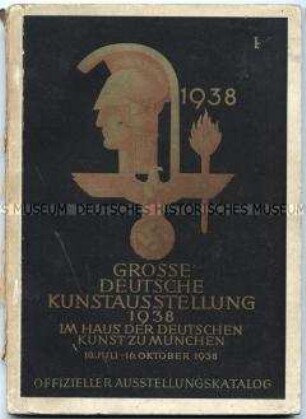 1938
GROSSE
DEUTSCHE
KUNSTAUSSTELLUNG
1938
IM HAUS DER DEUTSCHEN
KUNST ZU MÜNCHEN
10. JULI - 16. OKTOBER 1938
OFFIZIELLER AUSSTELLUNGSKATALOG
MUSEUM DEUTSCHES HISTORISCHES MUSEUM